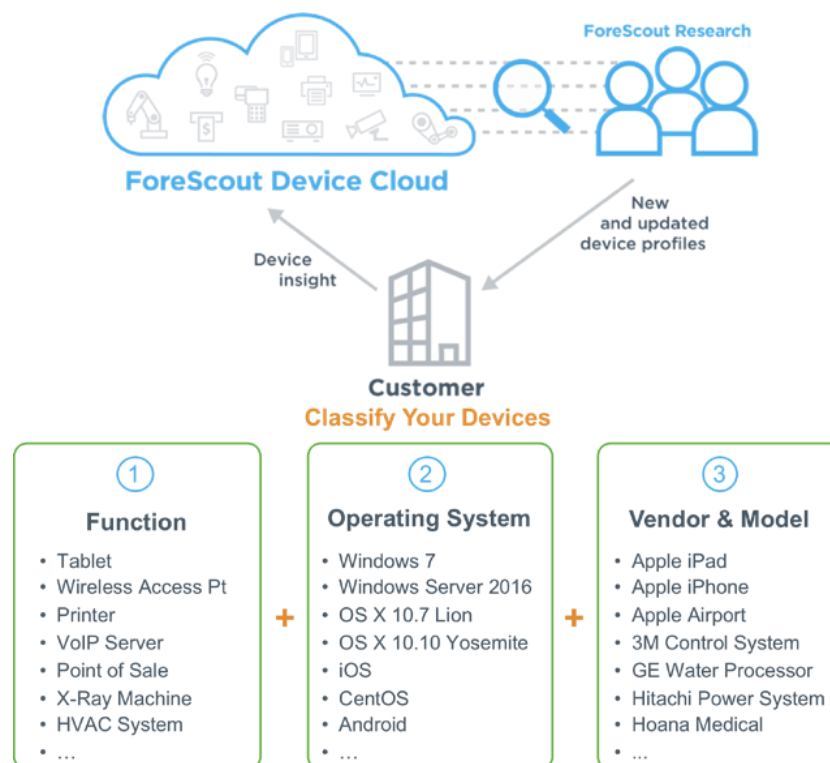 ForeScout Research
$
ForeScout Device Cloud
New
and updated
device profiles
Device
insight
Customer
Classify Your Devices
1
Function
• Tablet
• Wireless Access Pt
• Printer
• VoIP Server
• Point of Sale
• X-Ray Machine
• HVAC System
• ...
+
2
Operating System
• Windows 7
• Windows Server 2016
• OS X 10.7 Lion
• OS X 10.10 Yosemite
• iOS
• CentOS
• Android
• ...
+
3
Vendor & Model
• Apple iPad
• Apple iPhone
• Apple Airport
• 3M Control System
• GE Water Processor
• Hitachi Power System
• Hoana Medical
• ...